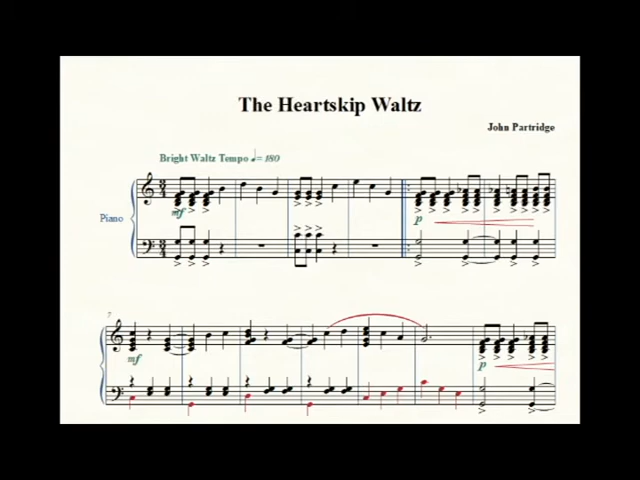 The Heartskip Waltz
John Partridge
Bright Waltz Tempo ♩= 180
Piano
mf
p
7
mf
p